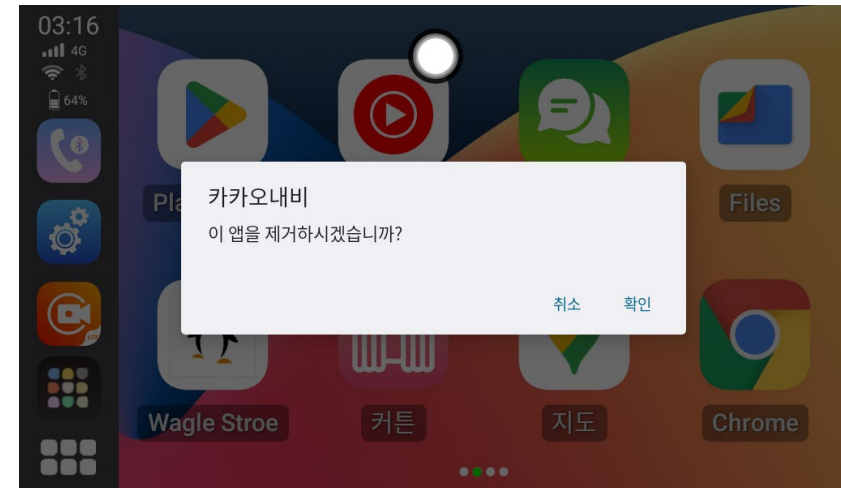 03:16
4G
64%
Pla
Files
카카오내비
이 앱을 제거하시겠습니까?
취소 확인
LITE
Wagle Stroe
커튼
지도
Chrome